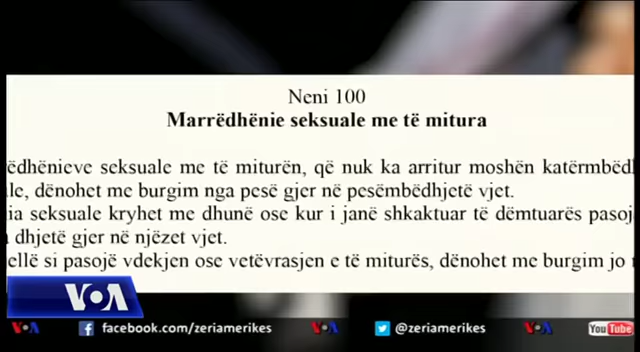 Neni 100
Marrëdhënie seksuale me të mitura
ëdhënieve seksuale me të miturën, që nuk ka arritur moshën katërmbëdh
le, dënohet me burgim nga pesë gjer në pesëmbëdhjetë vjet.
ia seksuale kryhet me dhunë ose kur i janë shkaktuar të dëmtuarës pasoj
dhjetë gjer në njëzet vjet.
ellë si pasojë vdekjen ose vetëvrasjen e të miturës, dënohet me burgim jo
VOA
VOA facebook.com/zeriamerikes VOA @zeriamerikes VOA YouTube